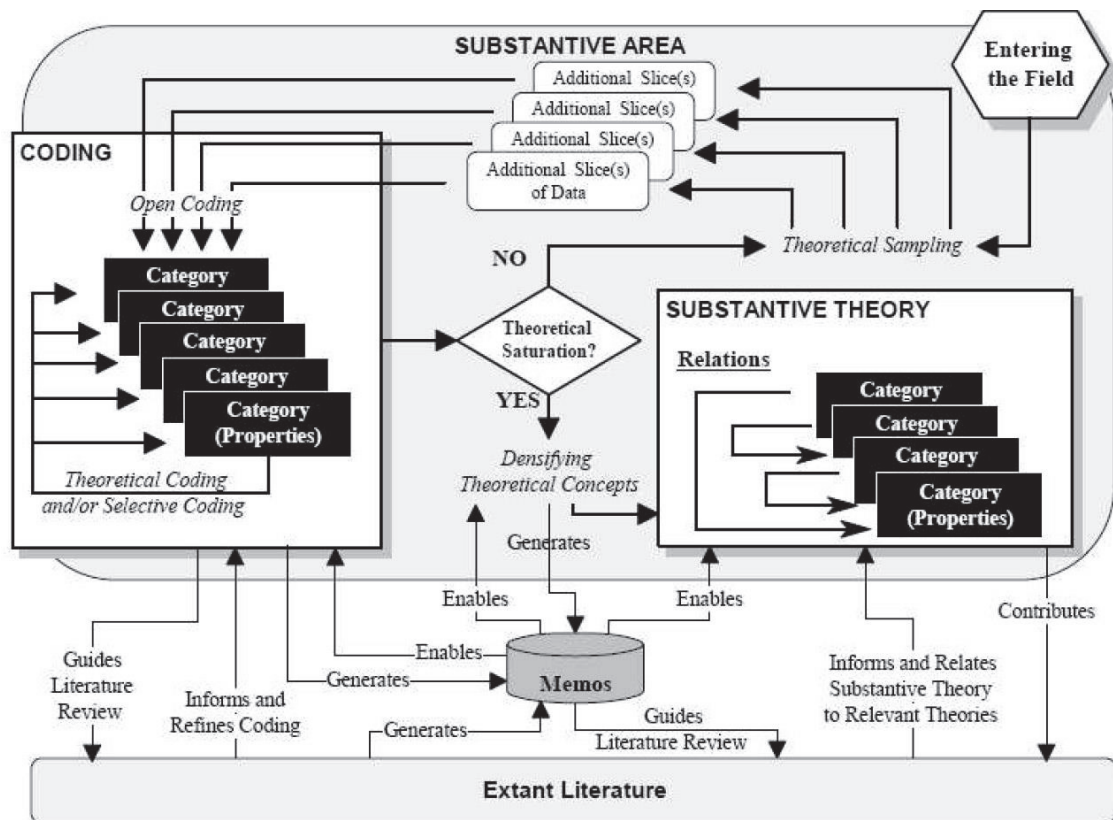 SUBSTANTIVE AREA
Entering
the Field
Additional Slice(s)
Additional Slice(s)
Additional Slice(s)
Additional Slice(s)
of Data
CODING
Open Coding
Theoretical Sampling
NO
Category
Category
Category
Category
Category
(Properties)
Theoretical Coding
and/or Selective Coding
Theoretical
Saturation?
YES
Densifying
Theoretical Concepts
SUBSTANTIVE THEORY
Relations
Category
Category
Category
Category
(Properties)
Generates
Enables
Enables
Contributes
Guides
Literature
Review
Informs and
Refines Coding
Enables
Generates
Memos
Generates
Guides
Literature Review
Informs and Relates
Substantive Theory
to Relevant Theories
Extant Literature